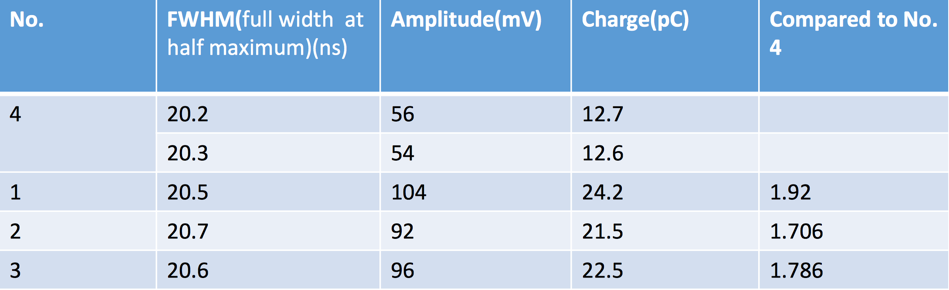 No. FWHM(full width at half maximum)(ns) Amplitude(mV) Charge(pC) Compared to No. 4
4 20.2 56 12.7
20.3 54 12.6
1 20.5 104 24.2 1.92
2 20.7 92 21.5 1.706
3 20.6 96 22.5 1.786